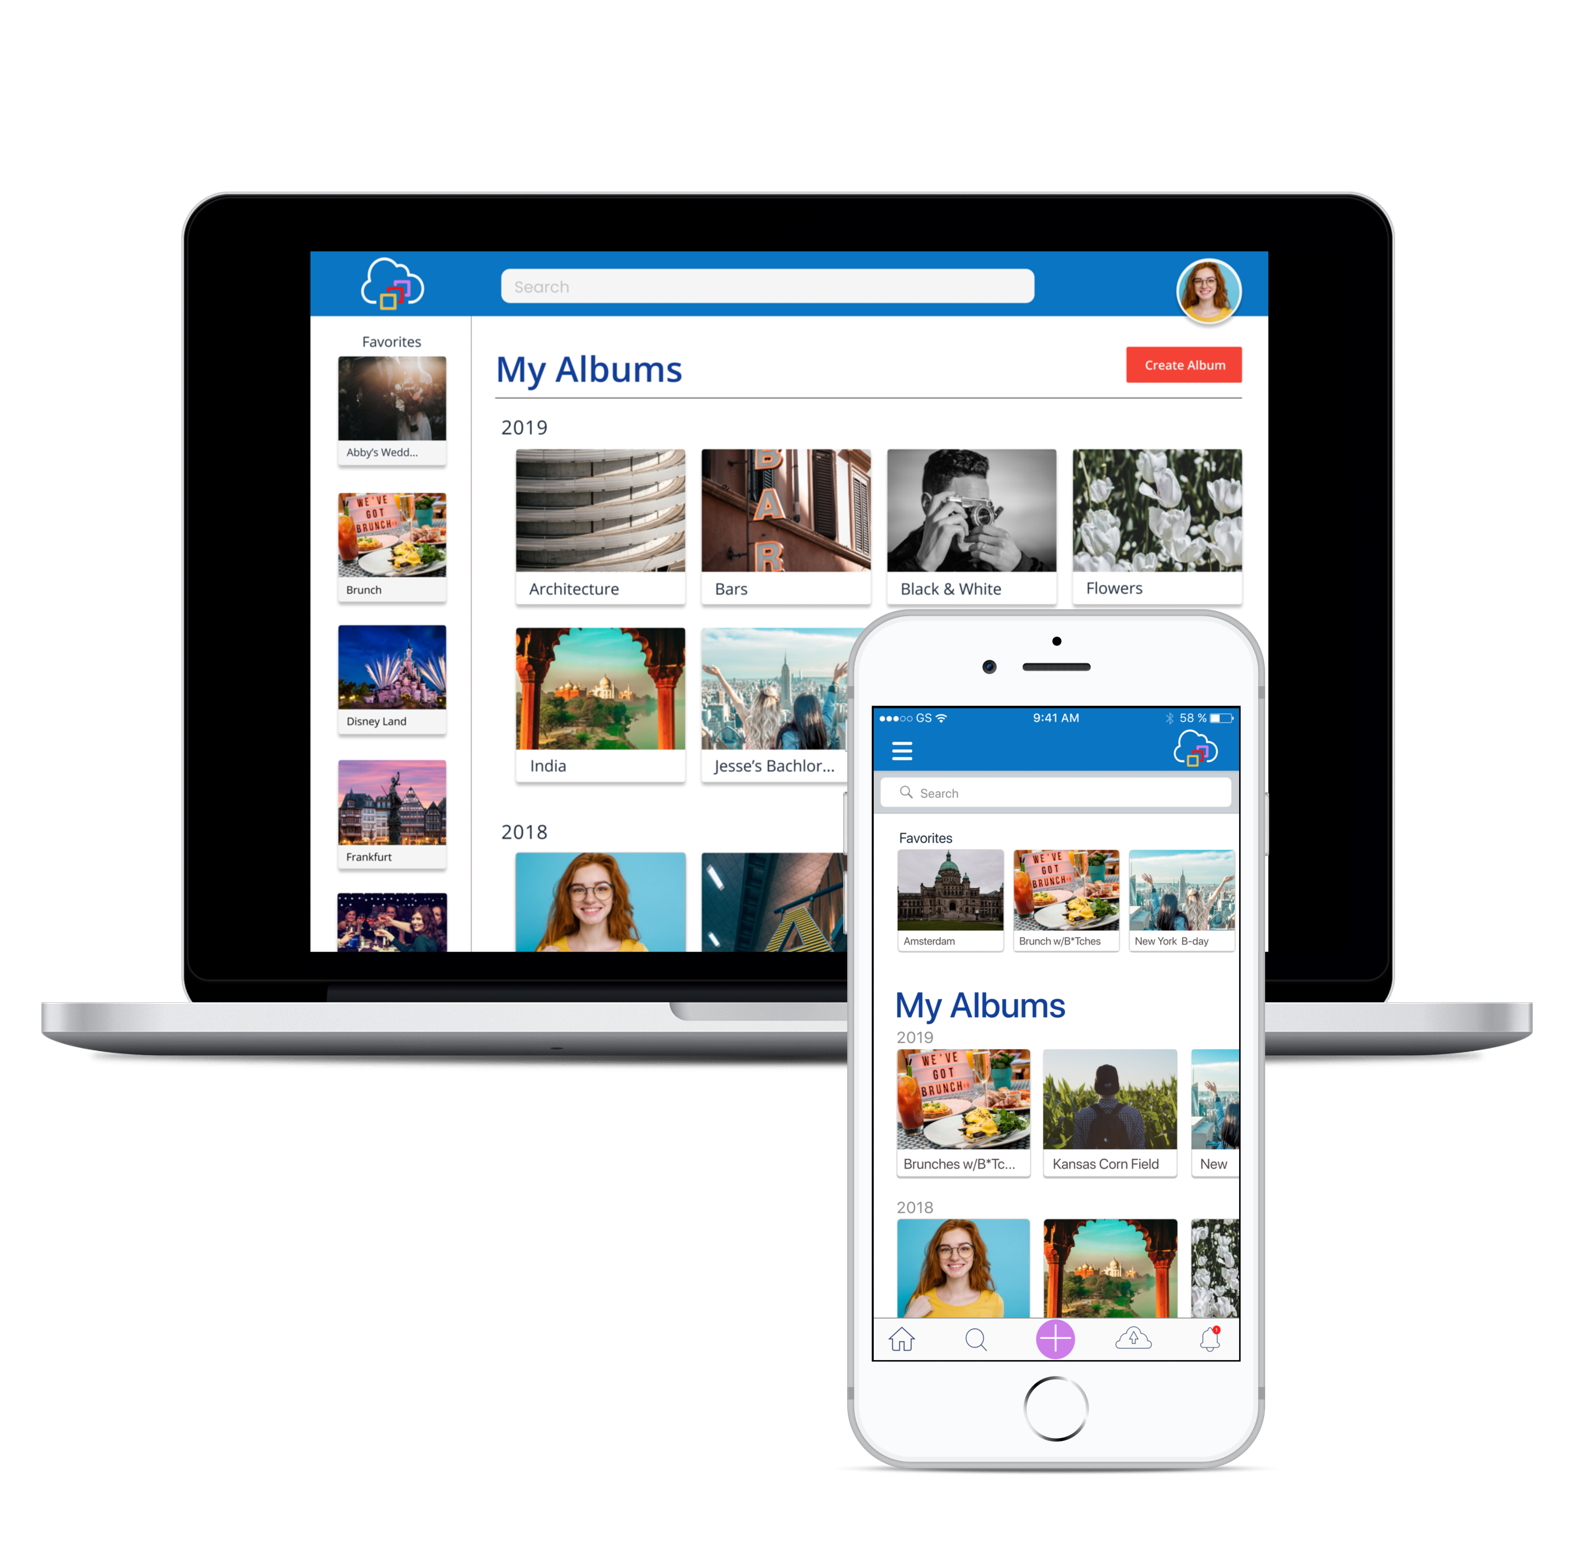 Search
Favorites
Abby's Wedd...
WE'VE
GOT
BRUNCH
Brunch
Disney Land
Frankfurt
My Albums
Create Album
2019
BAR
Architecture
Bars
Black & White
Flowers
India
Jesse's Bachlor...
2018
A
GS
9:41 AM
58 %
Search
Favorites
WE'VE
GOT
BRUNCH
Amsterdam
Brunch w/B*Tches
New York B-day
My Albums
2019
WE'VE
GOT
BRUNCH
Brunches w/B*Tc...
Kansas Corn Field
New
2018